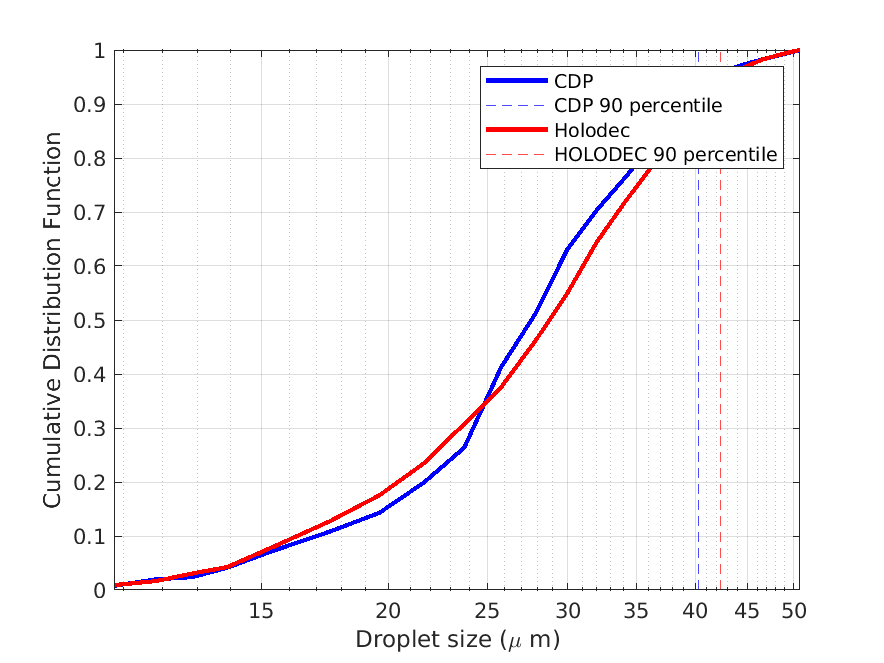 1
0.9
0.8
0.7
0.6
0.5
0.4
0.3
0.2
0.1
0
Cumulative Distribution Function
CDP
CDP 90 percentile
Holodec
HOLODEC 90 percentile
15 20 25 30 35 40 45 50
Droplet size (μ m)